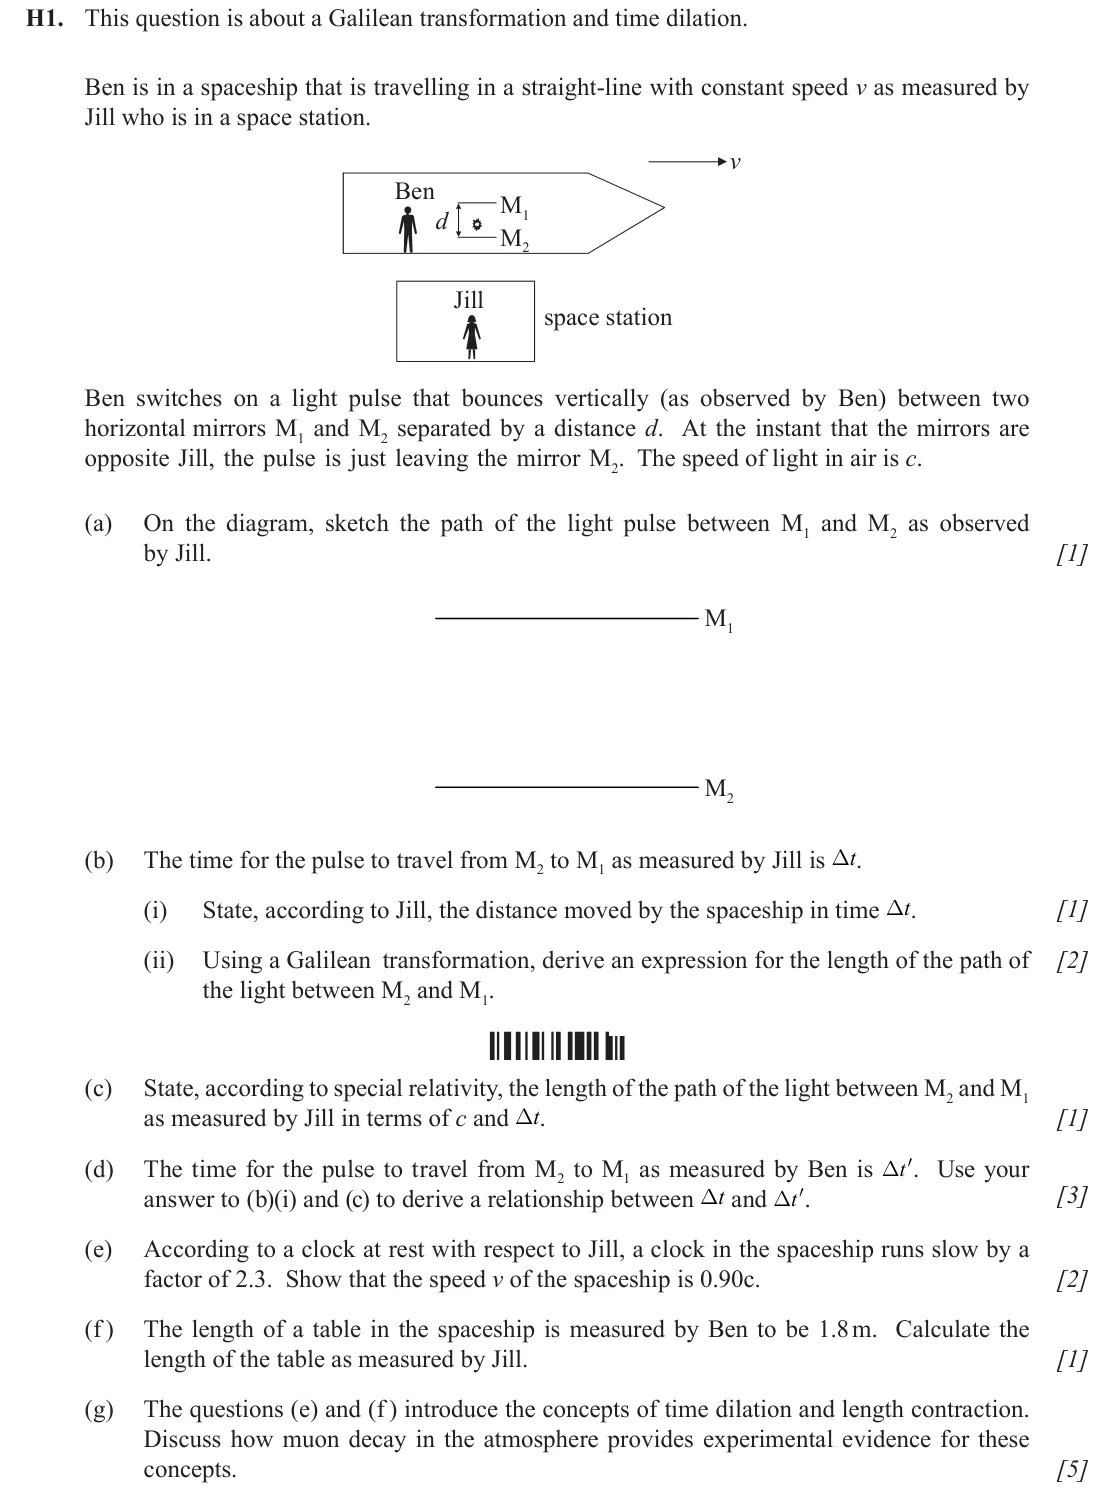 H1. This question is about a Galilean transformation and time dilation.
Ben is in a spaceship that is travelling in a straight-line with constant speed v as measured by
Jill who is in a space station.
v
Ben
M₁
d
M₂
Jill
space station
Ben switches on a light pulse that bounces vertically (as observed by Ben) between two
horizontal mirrors M₁ and M₂ separated by a distance d. At the instant that the mirrors are
opposite Jill, the pulse is just leaving the mirror M₂. The speed of light in air is c.
(a) On the diagram, sketch the path of the light pulse between M₁ and M₂ as observed
by Jill. [1]
M₁
M₂
(b) The time for the pulse to travel from M₂ to M₁ as measured by Jill is Δt.
(i) State, according to Jill, the distance moved by the spaceship in time Δt. [1]
(ii) Using a Galilean transformation, derive an expression for the length of the path of [2]
the light between M₂ and M₁.
(c) State, according to special relativity, the length of the path of the light between M₂ and M₁
as measured by Jill in terms of c and Δt. [1]
(d) The time for the pulse to travel from M₂ to M₁ as measured by Ben is Δt′. Use your
answer to (b)(i) and (c) to derive a relationship between Δt and Δt′. [3]
(e) According to a clock at rest with respect to Jill, a clock in the spaceship runs slow by a
factor of 2.3. Show that the speed v of the spaceship is 0.90c. [2]
(f) The length of a table in the spaceship is measured by Ben to be 1.8 m. Calculate the
length of the table as measured by Jill. [1]
(g) The questions (e) and (f) introduce the concepts of time dilation and length contraction.
Discuss how muon decay in the atmosphere provides experimental evidence for these
concepts. [5]